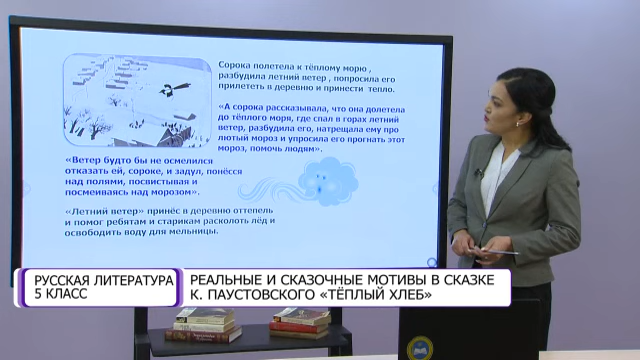 Сорока полетела к тёплому морю ,
разбудила летний ветер , попросила его
прилететь в деревню и принести тепло.
«А сорока рассказывала, что она долетела
до тёплого моря, где спал в горах летний
ветер, разбудила его, натрещала ему про
лютый мороз и упросила его прогнать этот
мороз, помочь людям».
«Ветер будто бы не осмелился
отказать ей, сороке, и задул, понёсся
над полями, посвистывая и
посмеиваясь над морозом».
«Летний ветер» принёс в деревню оттепель
и помог ребятам и старикам расколоть лёд и
освободить воду для мельницы.
РУССКАЯ ЛИТЕРАТУРА
5 КЛАСС
РЕАЛЬНЫЕ И СКАЗОЧНЫЕ МОТИВЫ В СКАЗКЕ
К. ПАУСТОВСКОГО «ТЁПЛЫЙ ХЛЕБ»